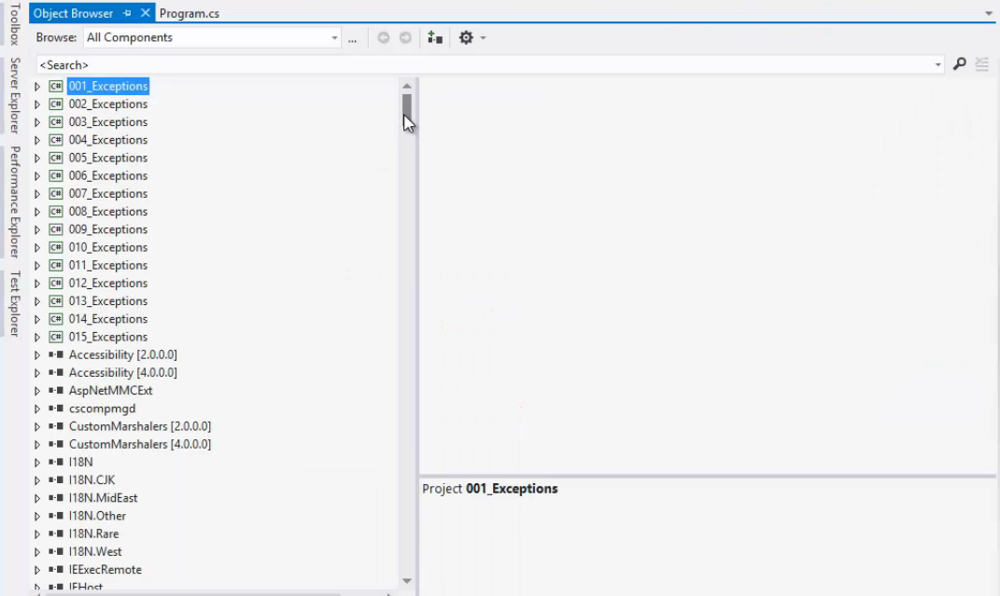 Toolbox
Server Explorer
Performance Explorer
Test Explorer
Object Browser
Program.cs
Browse: All Components
...
<Search>
C# 001_Exceptions
C# 002_Exceptions
C# 003_Exceptions
C# 004_Exceptions
C# 005_Exceptions
C# 006_Exceptions
C# 007_Exceptions
C# 008_Exceptions
C# 009_Exceptions
C# 010_Exceptions
C# 011_Exceptions
C# 012_Exceptions
C# 013_Exceptions
C# 014_Exceptions
C# 015_Exceptions
Accessibility [2.0.0.0]
Accessibility [4.0.0.0]
AspNetMMCExt
cscompmgd
CustomMarshalers [2.0.0.0]
CustomMarshalers [4.0.0.0]
I18N
I18N.CJK
I18N.MidEast
I18N.Other
I18N.Rare
I18N.West
IEExecRemote
IEHost
Project 001_Exceptions